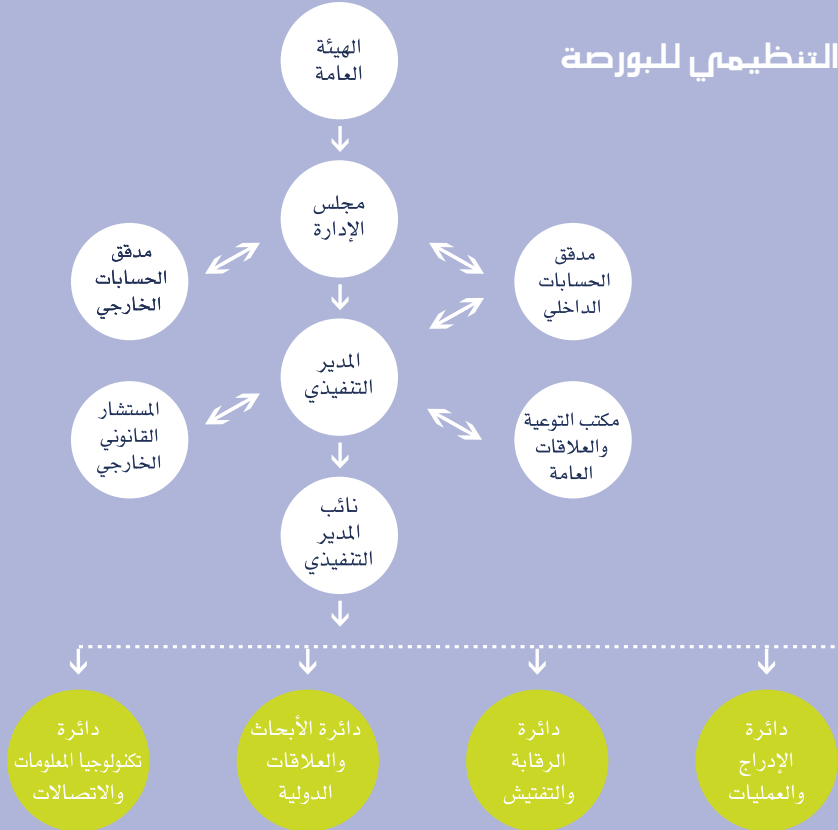 التنظيمي للبورصة
الهيئة
العامة
مجلس
الإدارة
مدقق
الحسابات
الداخلي
مدقق
الحسابات
الخارجي
المدير
التنفيذي
مكتب التوعية
والعلاقات
العامة
المستشار
القانوني
الخارجي
نائب
المدير
التنفيذي
دائرة
الإدراج
والعمليات
دائرة
الرقابة
والتفتيش
دائرة الأبحاث
والعلاقات
الدولية
دائرة
تكنولوجيا المعلومات
والاتصالات